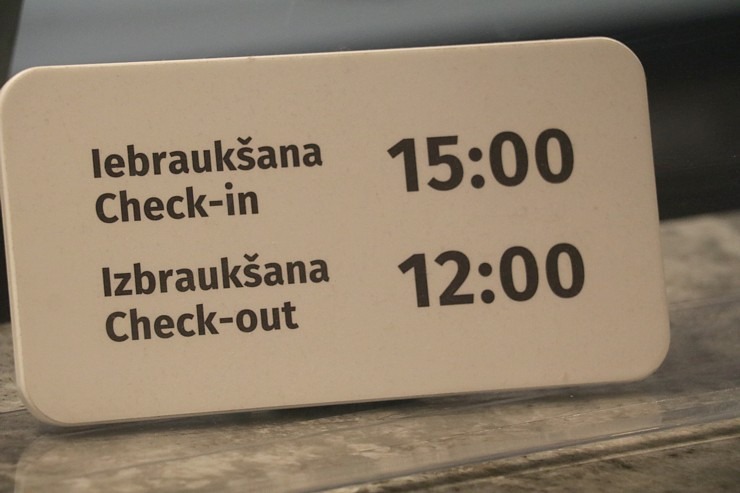 Iebraukšana
Check-in
15:00
Izbraukšana
Check-out
12:00